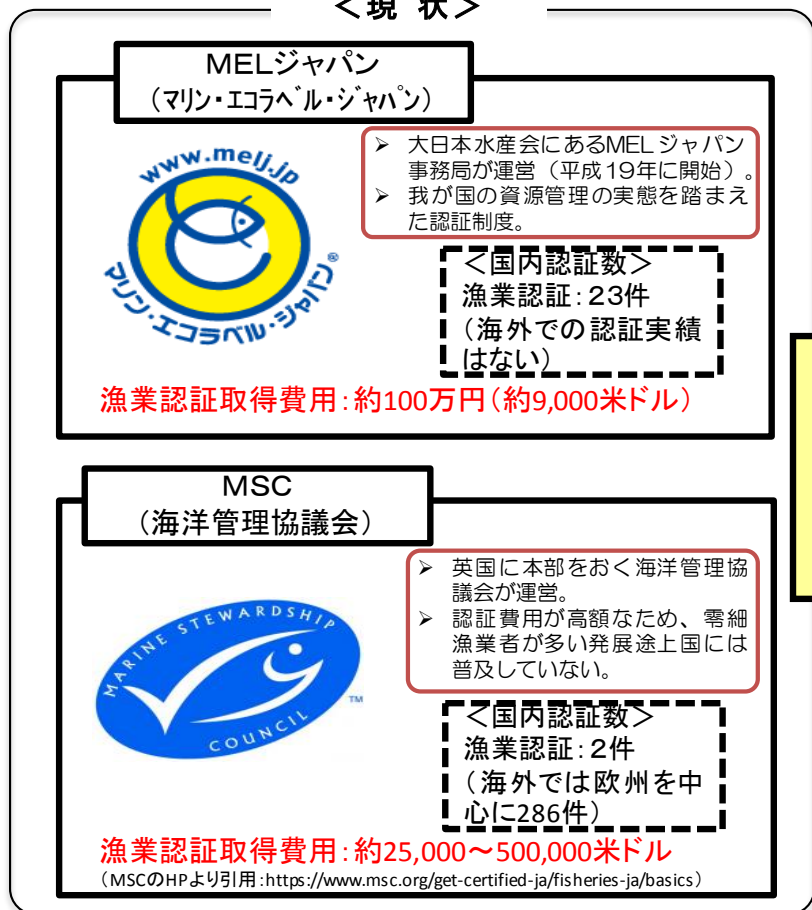 ＜現 状＞
ＭＥＬジャパン
（マリン・エコラベル・ジャパン）
www.melj.jp
マリン・エコラベル・ジャパン®
➢ 大日本水産会にあるMELジャパン
事務局が運営（平成19年に開始）。
➢ 我が国の資源管理の実態を踏まえ
た認証制度。
＜国内認証数＞
漁業認証：２３件
（海外での認証実績
はない）
漁業認証取得費用：約100万円（約9,000米ドル）
ＭＳＣ
（海洋管理協議会）
MARINE STEWARDSHIP
COUNCIL
TM
➢ 英国に本部をおく海洋管理協
議会が運営。
➢ 認証費用が高額なため、零細
漁業者が多い発展途上国には
普及していない。
＜国内認証数＞
漁業認証：２件
（海外では欧州を中
心に286件）
漁業認証取得費用：約25,000～500,000米ドル
（MSCのHPより引用：https://www.msc.org/get-certified-ja/fisheries-ja/basics）